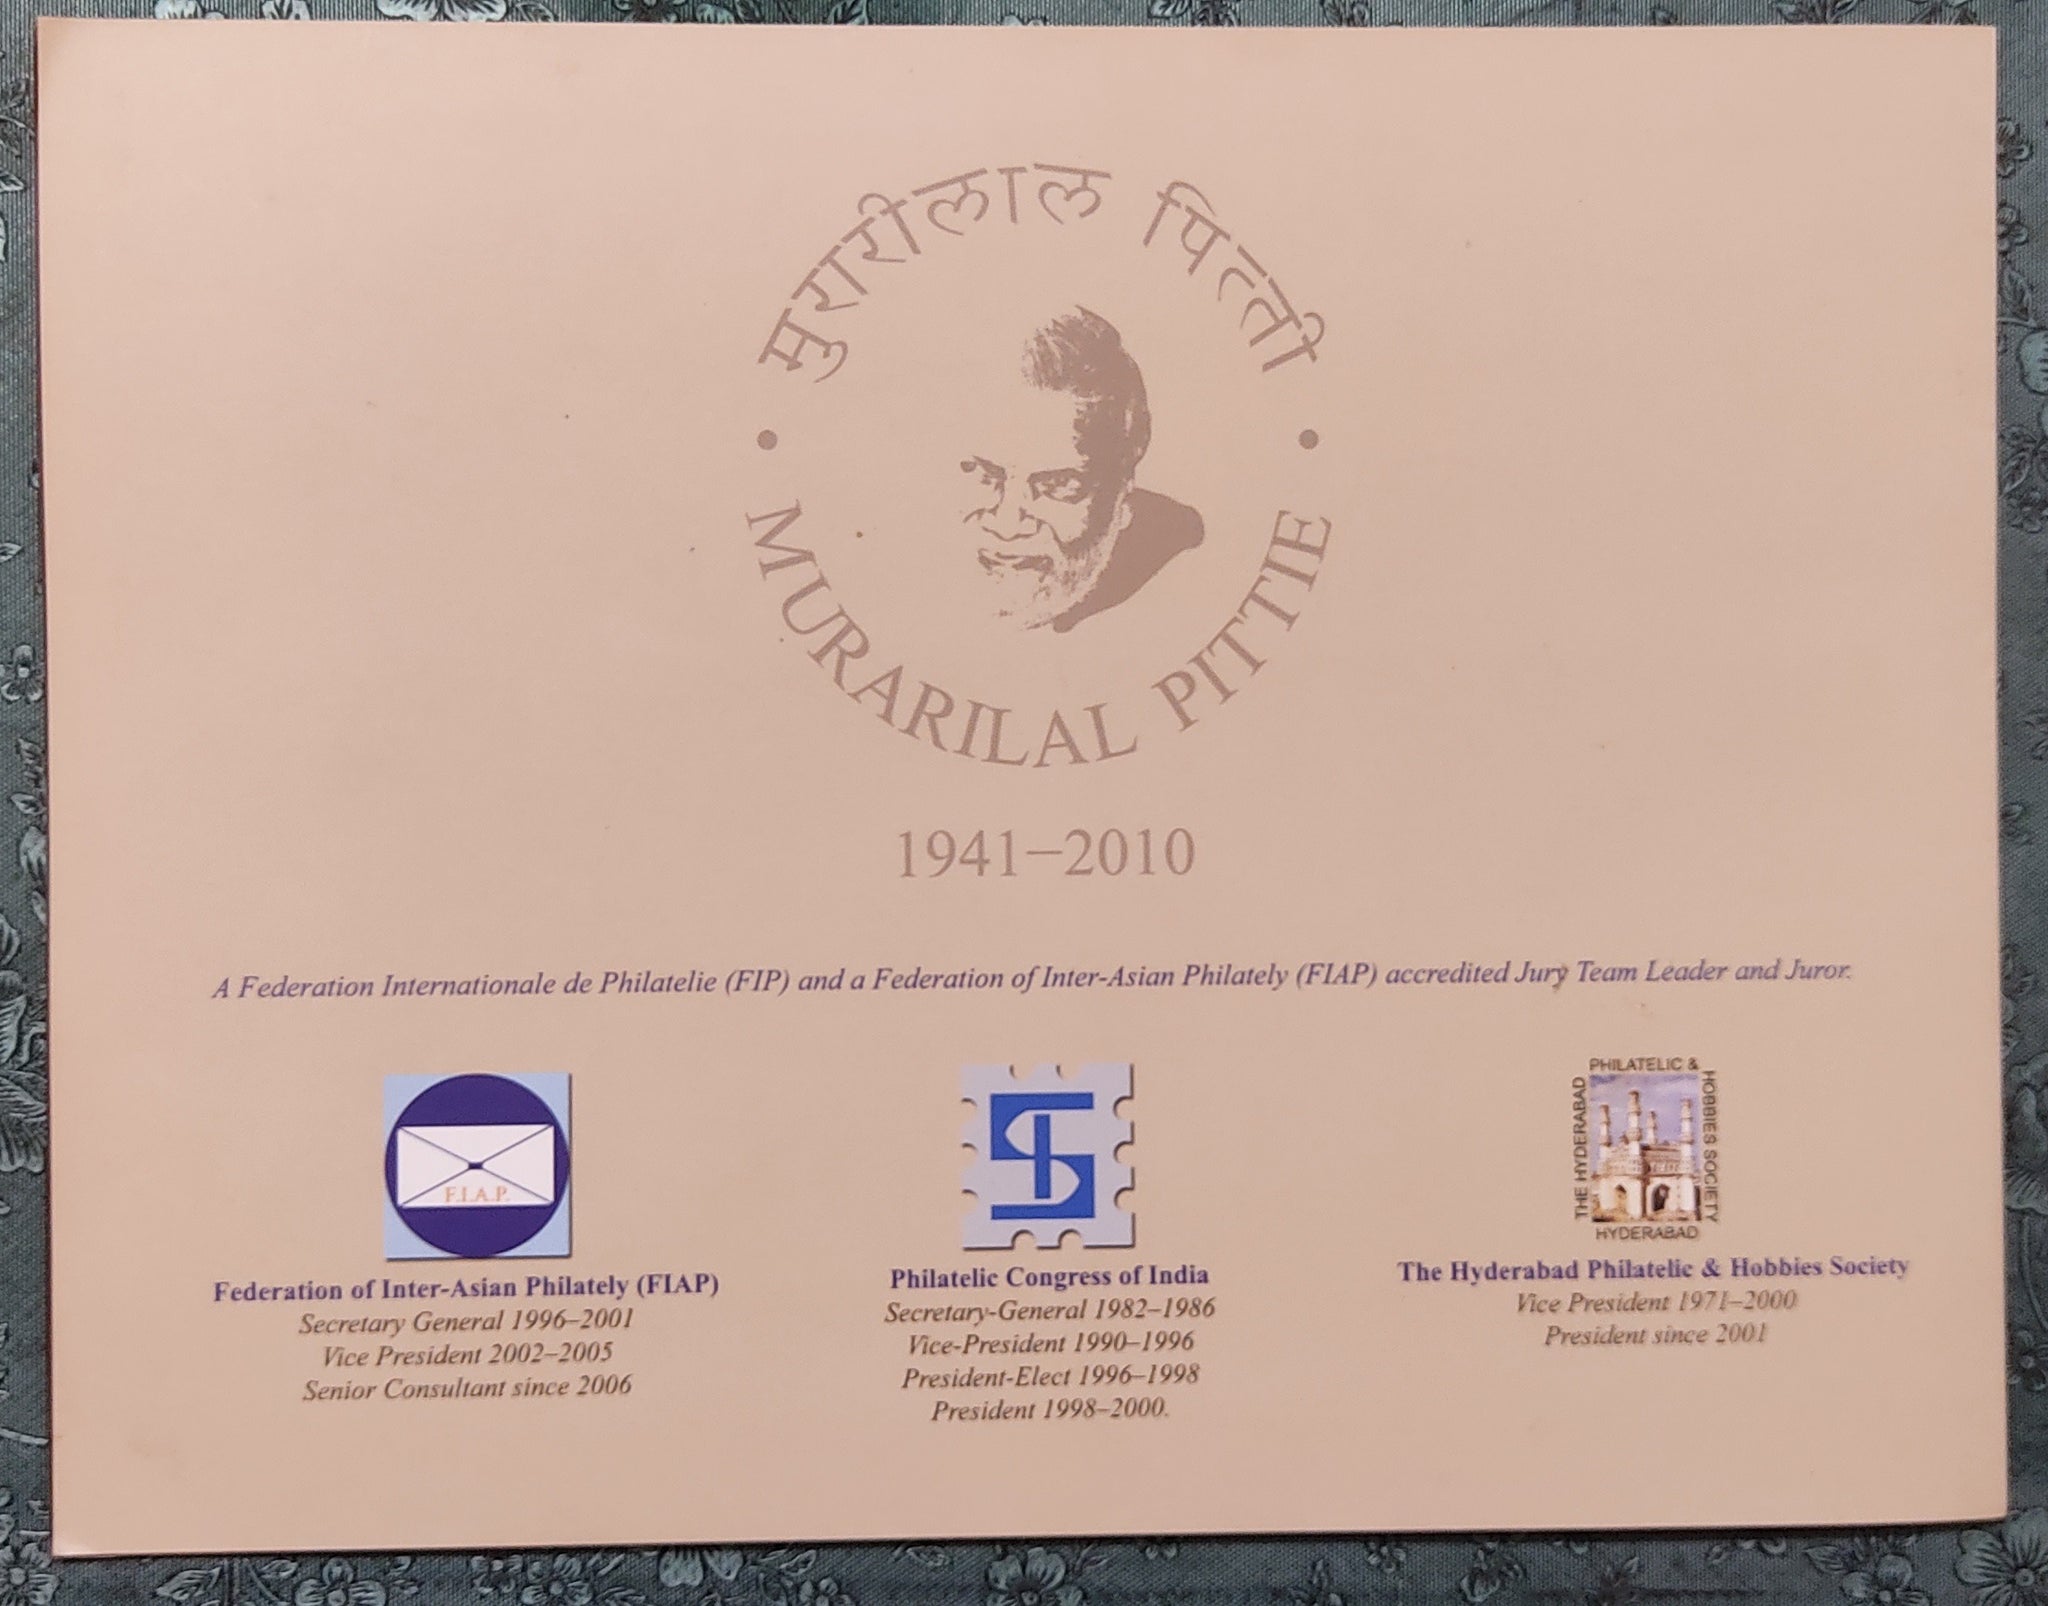 मुरारीलाल पित्ती
MURARILAL PITTIE
1941–2010
A Federation Internationale de Philatelie (FIP) and a Federation of Inter-Asian Philately (FIAP) accredited Jury Team Leader and Juror.
F.I.A.P.
Federation of Inter-Asian Philately (FIAP)
Secretary General 1996–2001
Vice President 2002–2005
Senior Consultant since 2006
Philatelic Congress of India
Secretary-General 1982–1986
Vice-President 1990–1996
President-Elect 1996–1998
President 1998–2000.
THE HYDERABAD
PHILATELIC &
HOBBIES SOCIETY
HYDERABAD
The Hyderabad Philatelic & Hobbies Society
Vice President 1971–2000
President since 2001